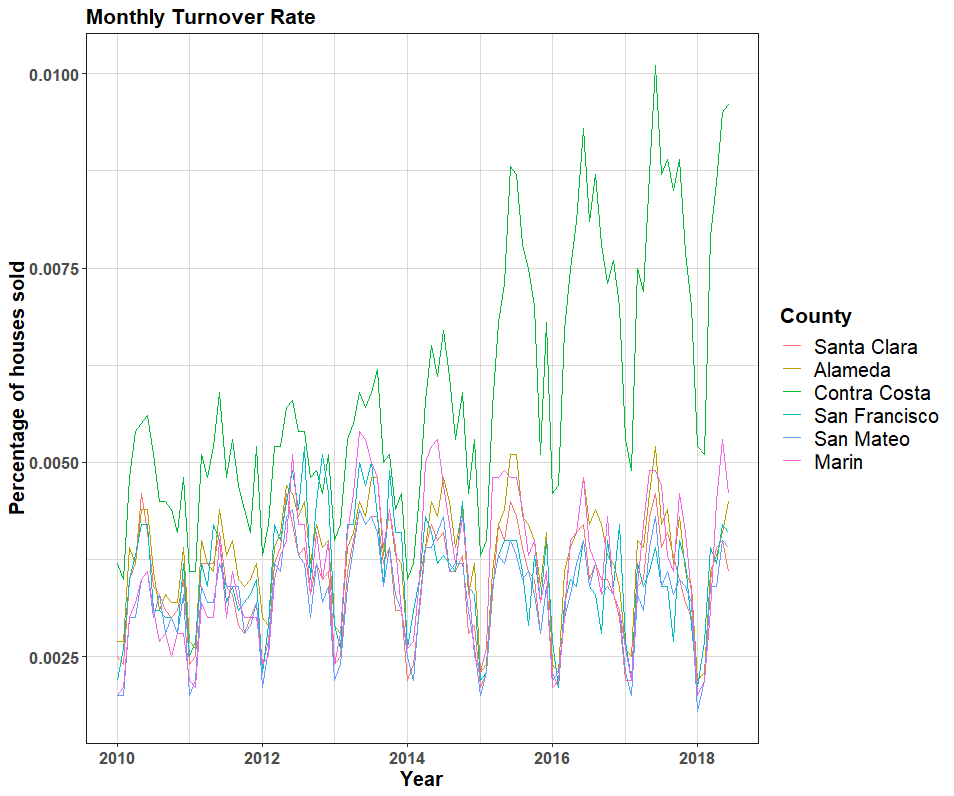 Monthly Turnover Rate
Percentage of houses sold
0.0100
0.0075
0.0050
0.0025
2010
2012
2014
2016
2018
Year
County
Santa Clara
Alameda
Contra Costa
San Francisco
San Mateo
Marin